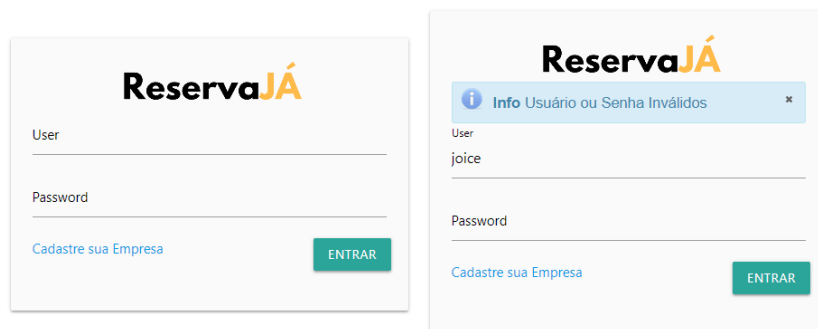 ReservaJÁ
User
Password
Cadastre sua Empresa
ENTRAR
ReservaJÁ
Info Usuário ou Senha Inválidos ×
User
joice
Password
Cadastre sua Empresa
ENTRAR